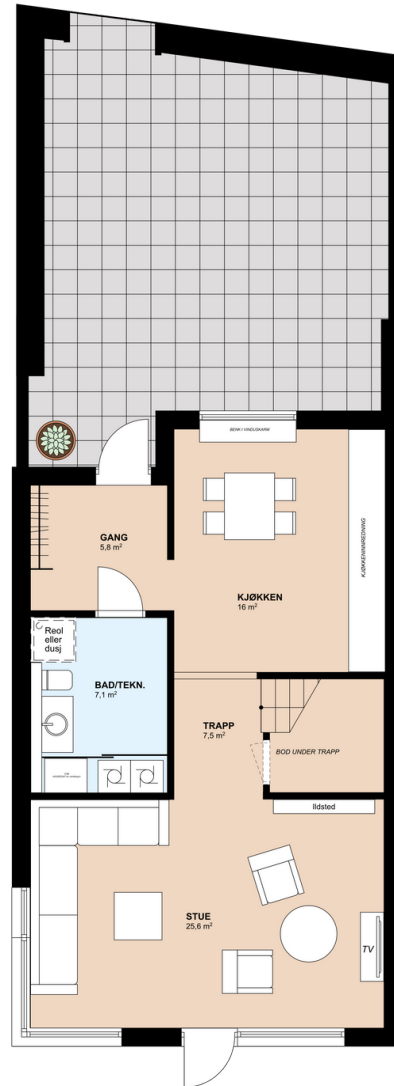 BENK I VINDUSKARM
GANG
5,8 m²
KJØKKENINNREDNING
KJØKKEN
16 m²
Reol
eller
dusj
BAD/TEKN.
7,1 m²
TRAPP
7,5 m²
BOD UNDER TRAPP
Ildsted
STUE
25,6 m²
TV